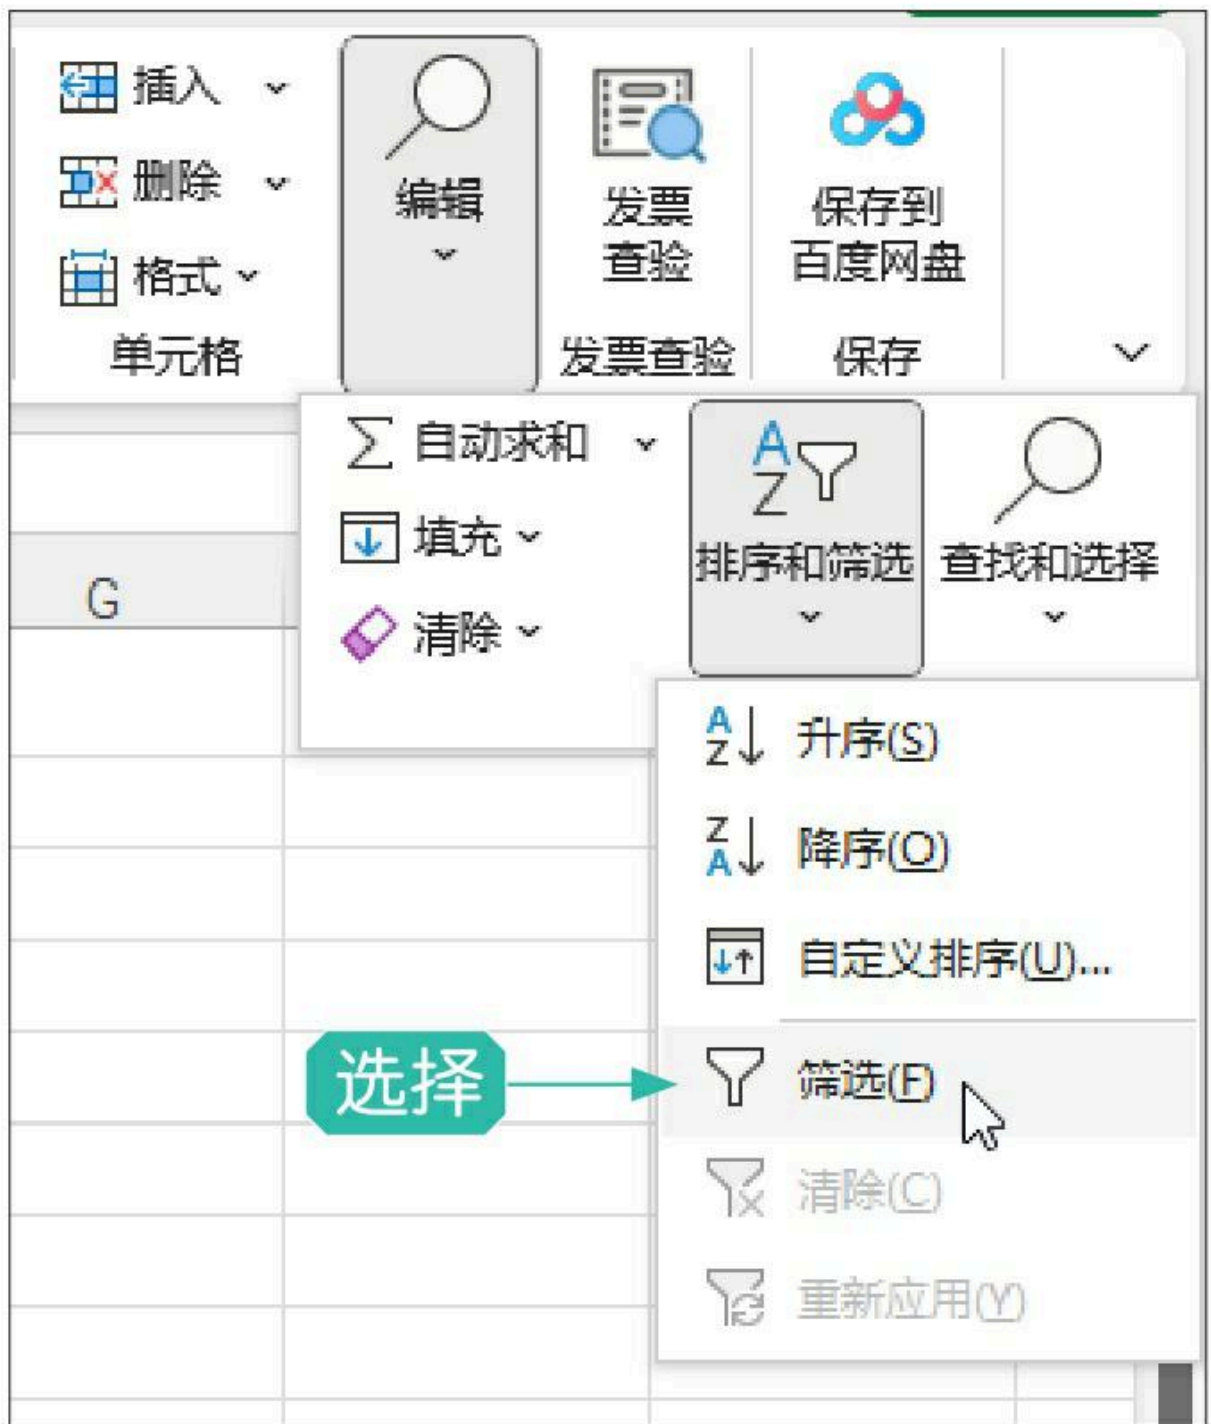 插入
删除
格式
单元格
编辑
发票
查验
发票查验
保存到
百度网盘
保存
自动求和
填充
清除
排序和筛选
查找和选择
G
升序(S)
降序(O)
自定义排序(U)...
选择
筛选(F)
清除(C)
重新应用(Y)